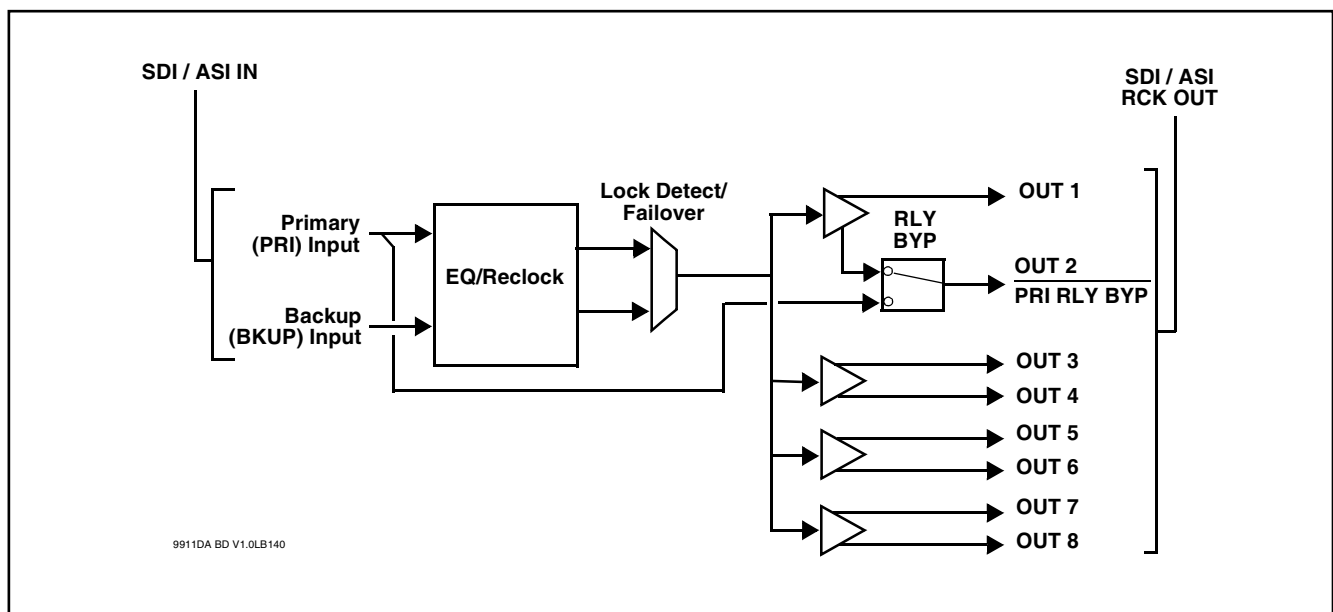 SDI / ASI IN
SDI / ASI
RCK OUT
Primary
(PRI) Input
Backup
(BKUP) Input
EQ/Reclock
Lock Detect/
Failover
RLY
BYP
OUT 1
OUT 2
PRI RLY BYP
OUT 3
OUT 4
OUT 5
OUT 6
OUT 7
OUT 8
9911DA BD V1.0LB140